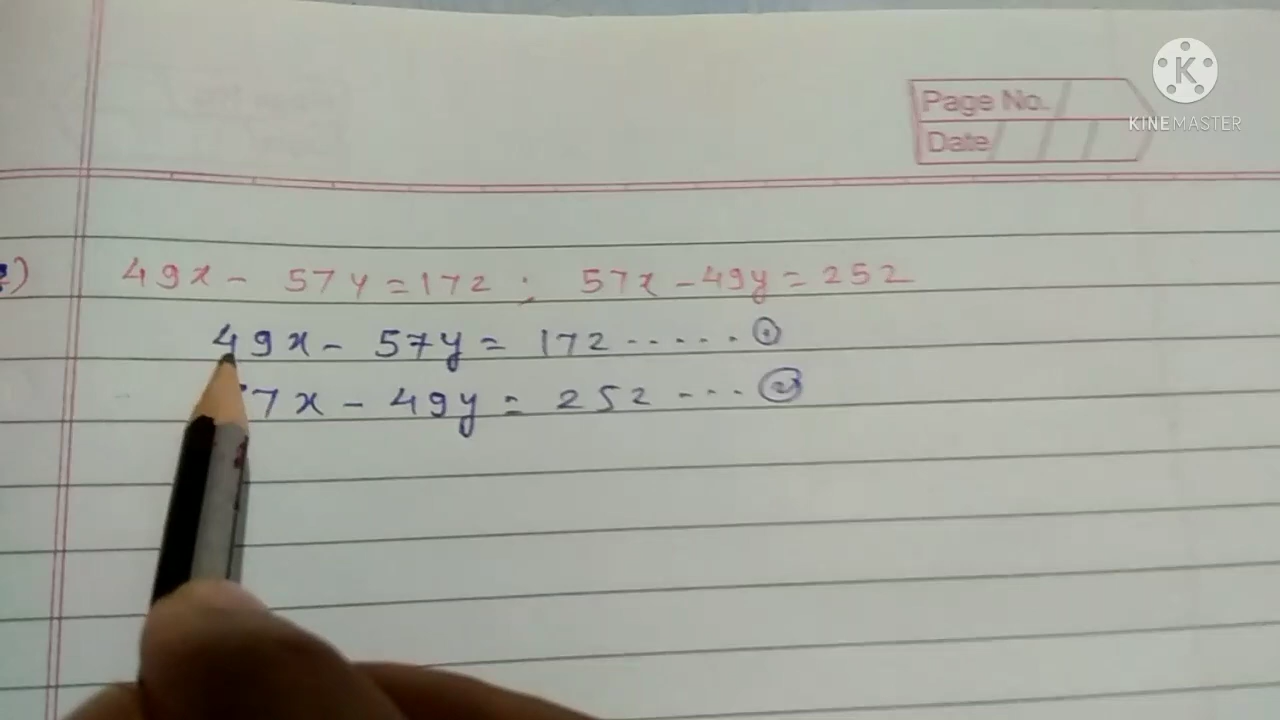 KINEMASTER
Page No.
Date
) 49x - 57y = 172 ; 57x - 49y = 252
49x - 57y = 172 ..... ①
7x - 49y = 252 ... ②